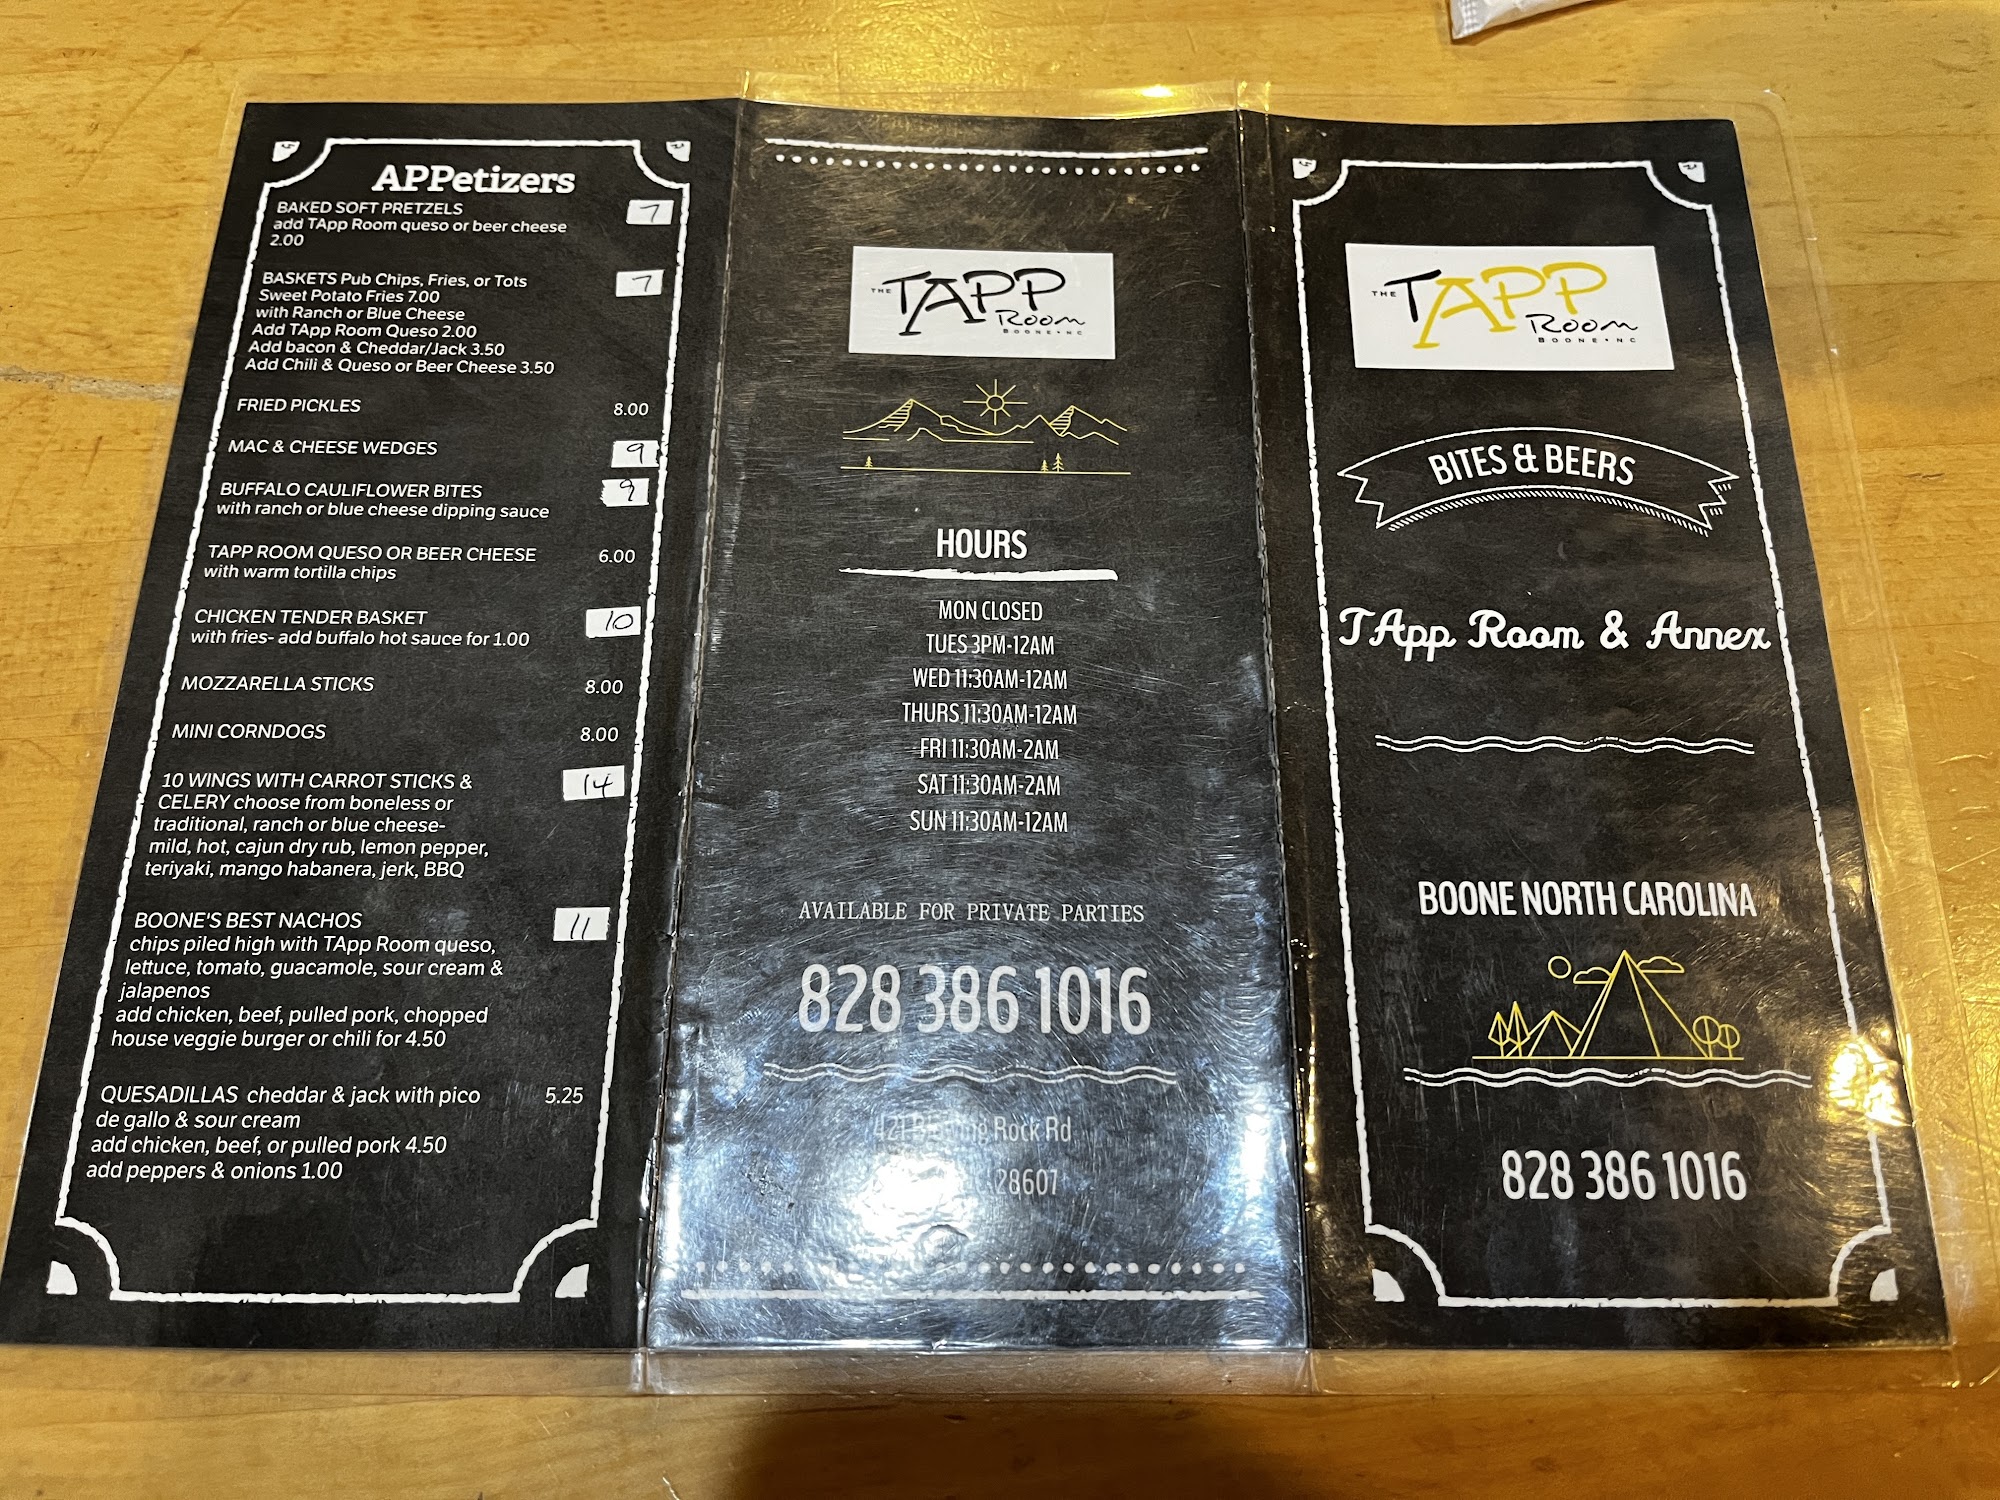 APPetizers
BAKED SOFT PRETZELS 7
add TApp Room queso or beer cheese
2.00
BASKETS Pub Chips, Fries, or Tots 7
Sweet Potato Fries 7.00
with Ranch or Blue Cheese
Add TApp Room Queso 2.00
Add bacon & Cheddar/Jack 3.50
Add Chili & Queso or Beer Cheese 3.50
FRIED PICKLES 8.00
MAC & CHEESE WEDGES 9
BUFFALO CAULIFLOWER BITES 9
with ranch or blue cheese dipping sauce
TAPP ROOM QUESO OR BEER CHEESE 6.00
with warm tortilla chips
CHICKEN TENDER BASKET 10
with fries- add buffalo hot sauce for 1.00
MOZZARELLA STICKS 8.00
MINI CORNDOGS 8.00
10 WINGS WITH CARROT STICKS & 14
CELERY choose from boneless or
traditional, ranch or blue cheese-
mild, hot, cajun dry rub, lemon pepper,
teriyaki, mango habanera, jerk, BBQ
BOONE'S BEST NACHOS 11
chips piled high with TApp Room queso,
lettuce, tomato, guacamole, sour cream &
jalapenos
add chicken, beef, pulled pork, chopped
house veggie burger or chili for 4.50
QUESADILLAS cheddar & jack with pico 5.25
de gallo & sour cream
add chicken, beef, or pulled pork 4.50
add peppers & onions 1.00
THE TAPP
Room
BOONE • NC
HOURS
MON CLOSED
TUES 3PM-12AM
WED 11:30AM-12AM
THURS 11:30AM-12AM
FRI 11:30AM-2AM
SAT 11:30AM-2AM
SUN 11:30AM-12AM
AVAILABLE FOR PRIVATE PARTIES
828 386 1016
421 Rock Rd
28607
THE TAPP
Room
BOONE • NC
BITES & BEERS
TApp Room & Annex
BOONE NORTH CAROLINA
828 386 1016